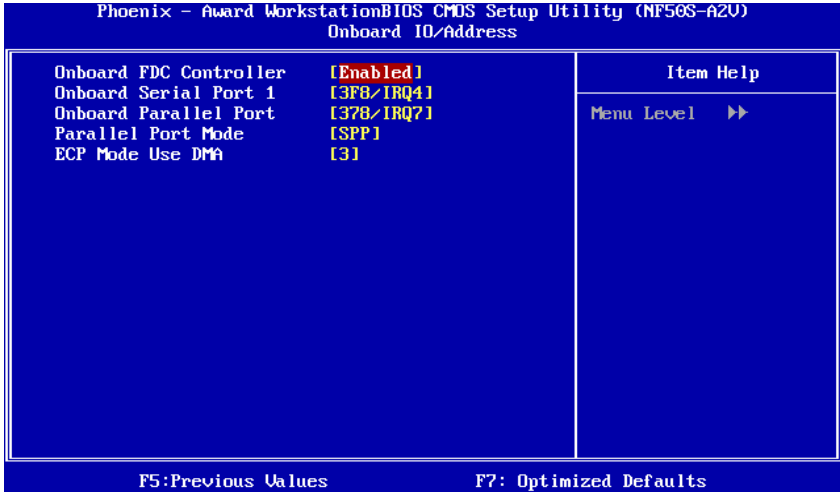 Phoenix - Award WorkstationBIOS CMOS Setup Utility (NF50S-A2V)
Onboard IO/Address
Onboard FDC Controller [Enabled]
Onboard Serial Port 1 [3F8/IRQ4]
Onboard Parallel Port [378/IRQ7]
Parallel Port Mode [SPP]
ECP Mode Use DMA [3]
Item Help
Menu Level ▶▶
F5:Previous Values F7: Optimized Defaults